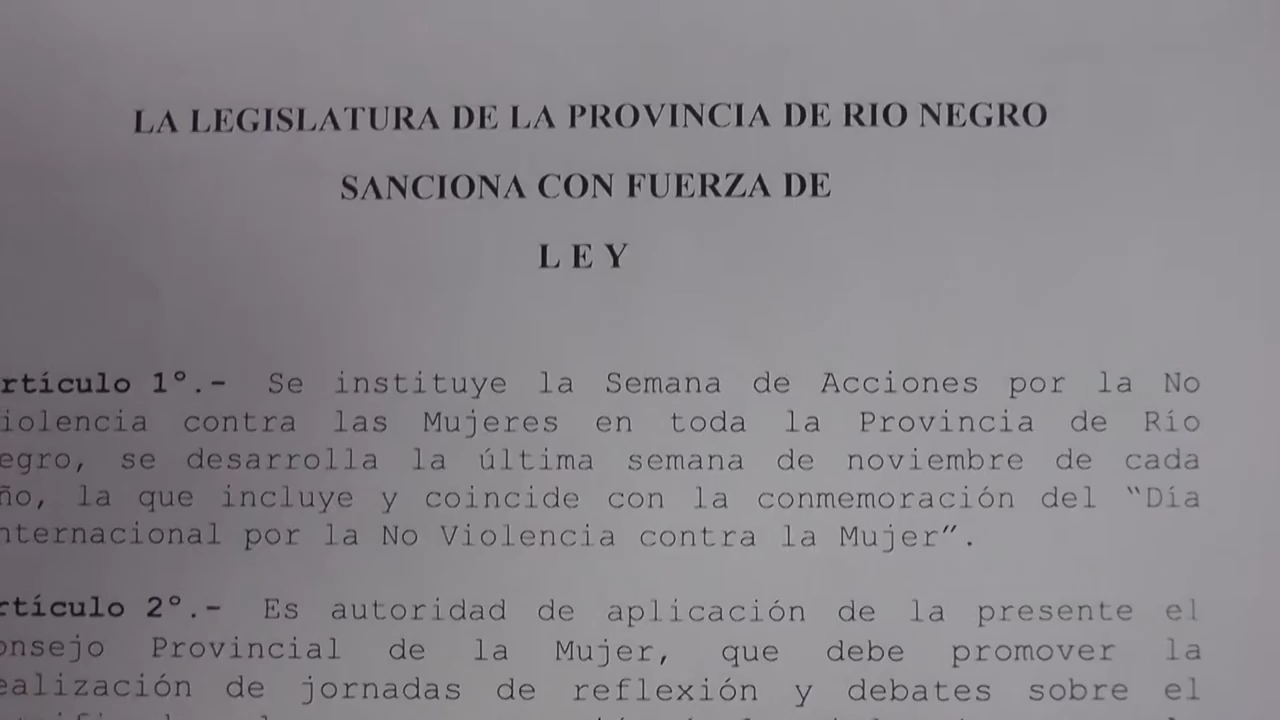 LA LEGISLATURA DE LA PROVINCIA DE RIO NEGRO
SANCIONA CON FUERZA DE
L E Y
rtículo 1º.- Se instituye la Semana de Acciones por la No
iolencia contra las Mujeres en toda la Provincia de Río
egro, se desarrolla la última semana de noviembre de cada
ño, la que incluye y coincide con la conmemoración del “Día
nternacional por la No Violencia contra la Mujer”.
rtículo 2º.- Es autoridad de aplicación de la presente el
onsejo Provincial de la Mujer, que debe promover la
ealización de jornadas de reflexión y debates sobre el